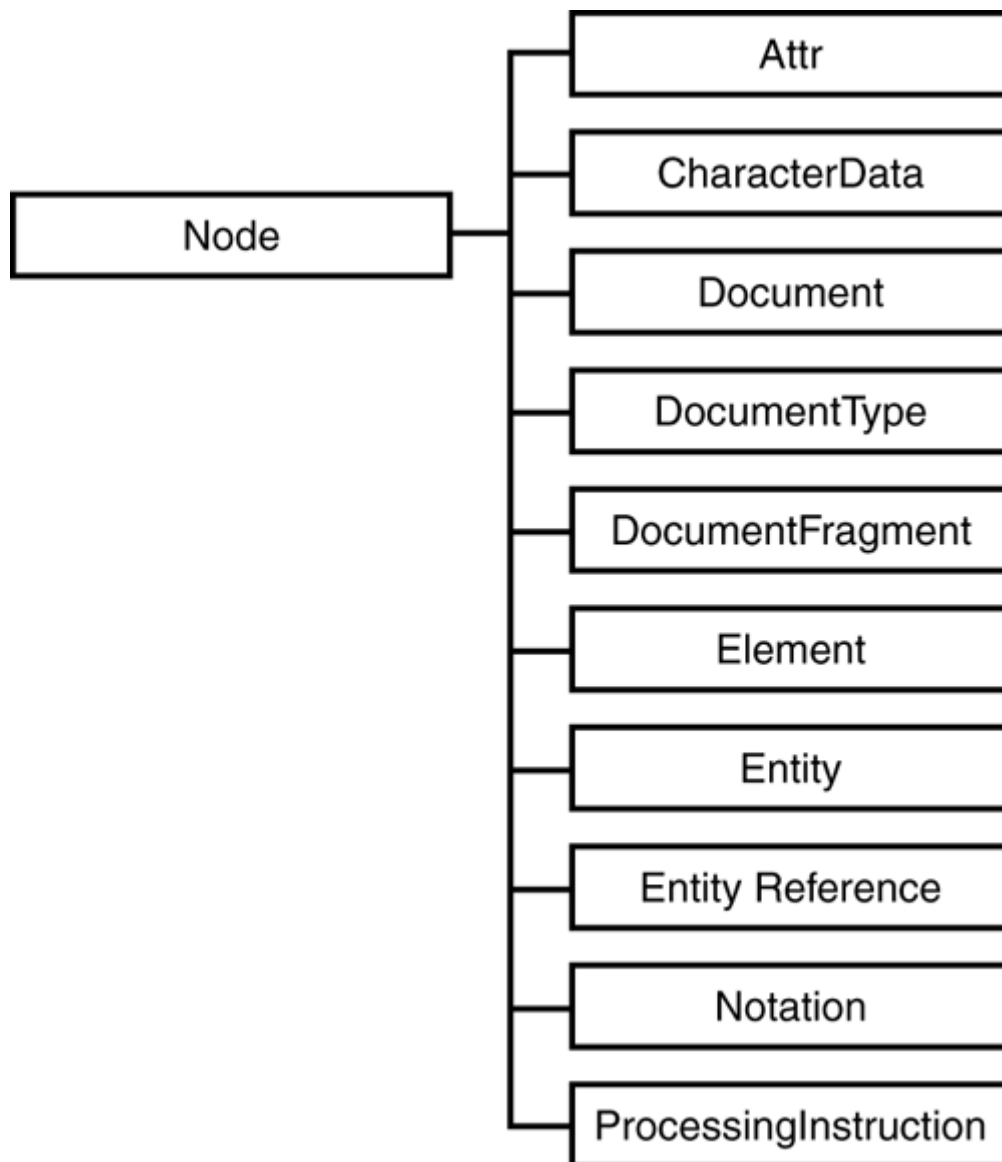 Attr
CharacterData
Node
Document
DocumentType
DocumentFragment
Element
Entity
Entity Reference
Notation
ProcessingInstruction